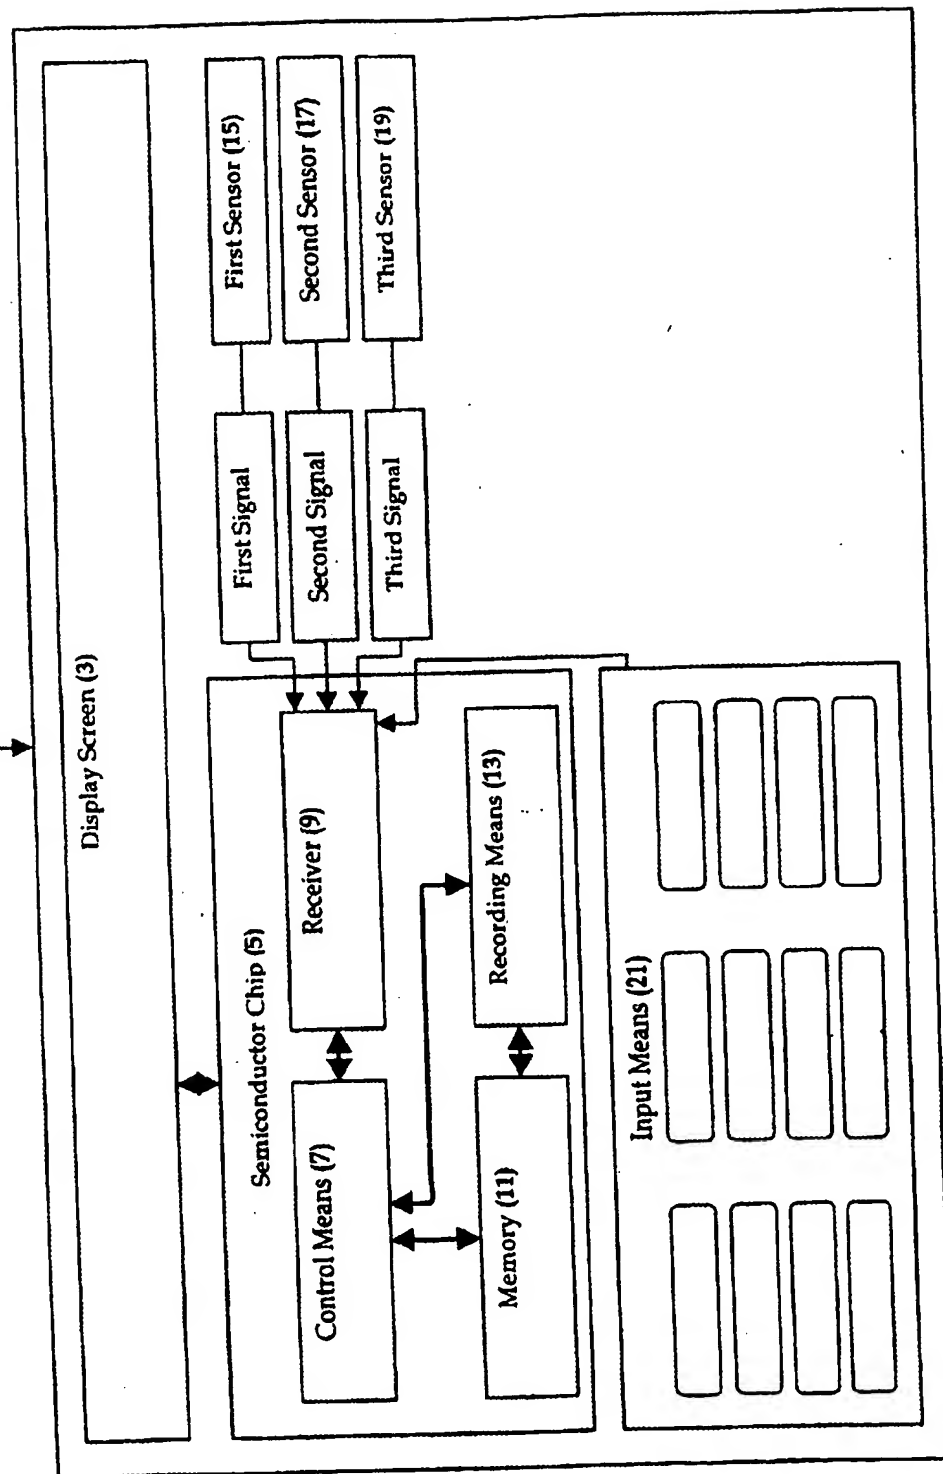 Display Screen (3)
Semiconductor Chip (5)
Control Means (7)
Receiver (9)
Memory (11)
Recording Means (13)
First Signal
Second Signal
Third Signal
First Sensor (15)
Second Sensor (17)
Third Sensor (19)
Input Means (21)